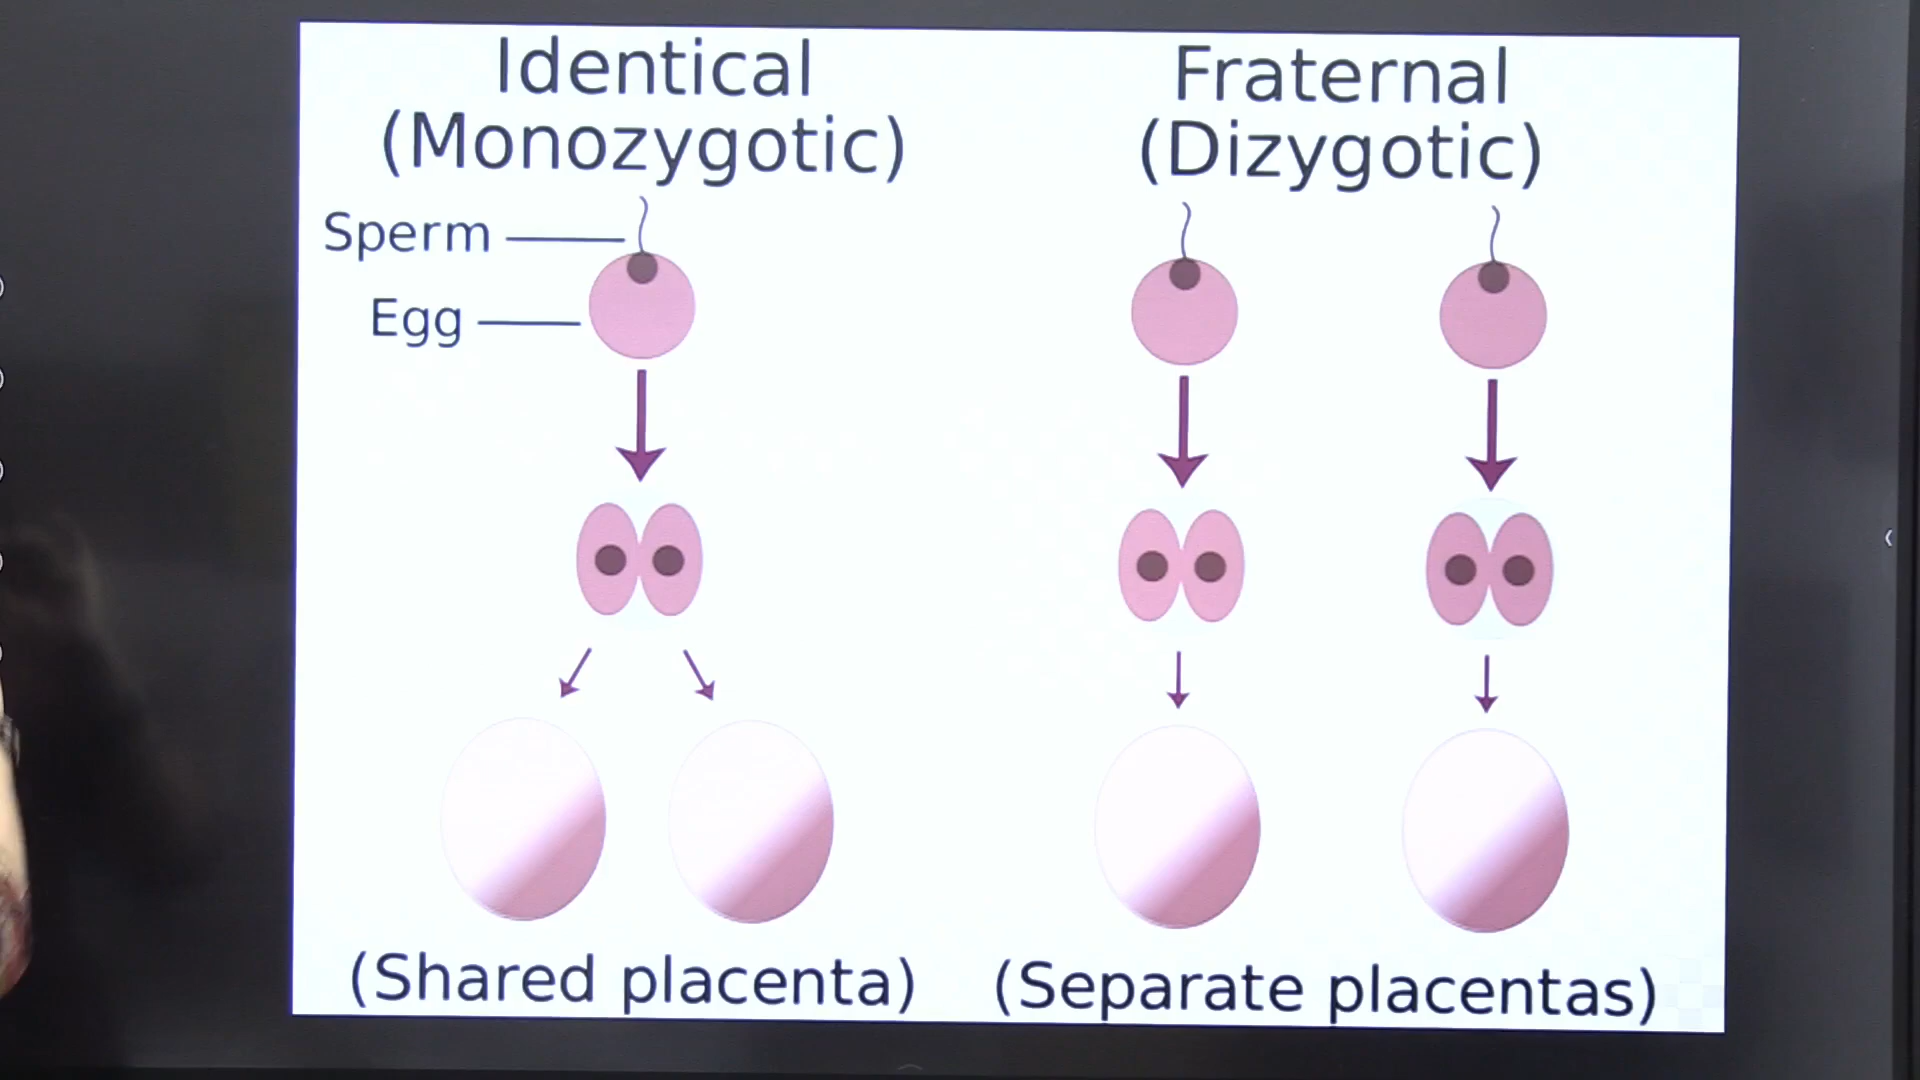 Identical
(Monozygotic)
Sperm
Egg
(Shared placenta)
Fraternal
(Dizygotic)
(Separate placentas)